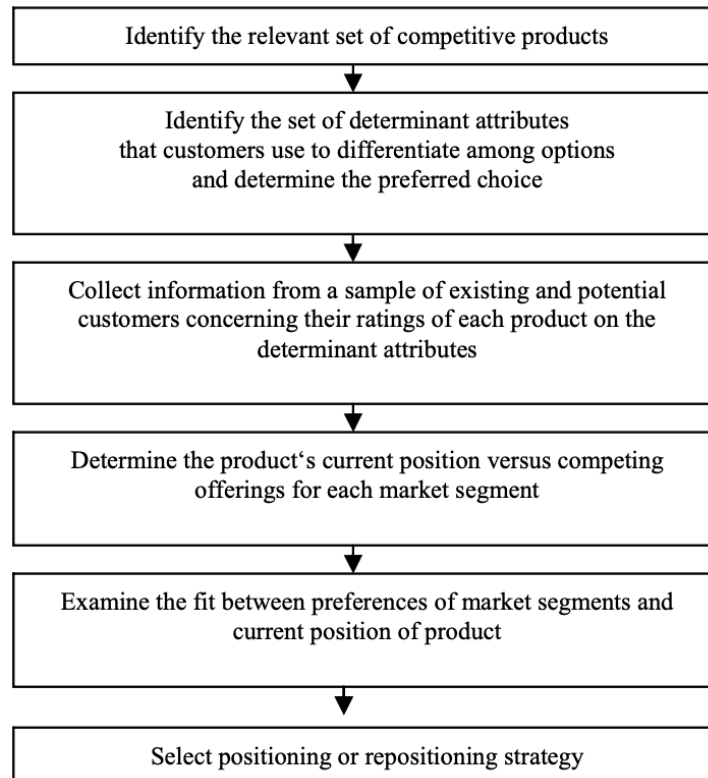 Identify the relevant set of competitive products
Identify the set of determinant attributes
that customers use to differentiate among options
and determine the preferred choice
Collect information from a sample of existing and potential
customers concerning their ratings of each product on the
determinant attributes
Determine the product‘s current position versus competing
offerings for each market segment
Examine the fit between preferences of market segments and
current position of product
Select positioning or repositioning strategy